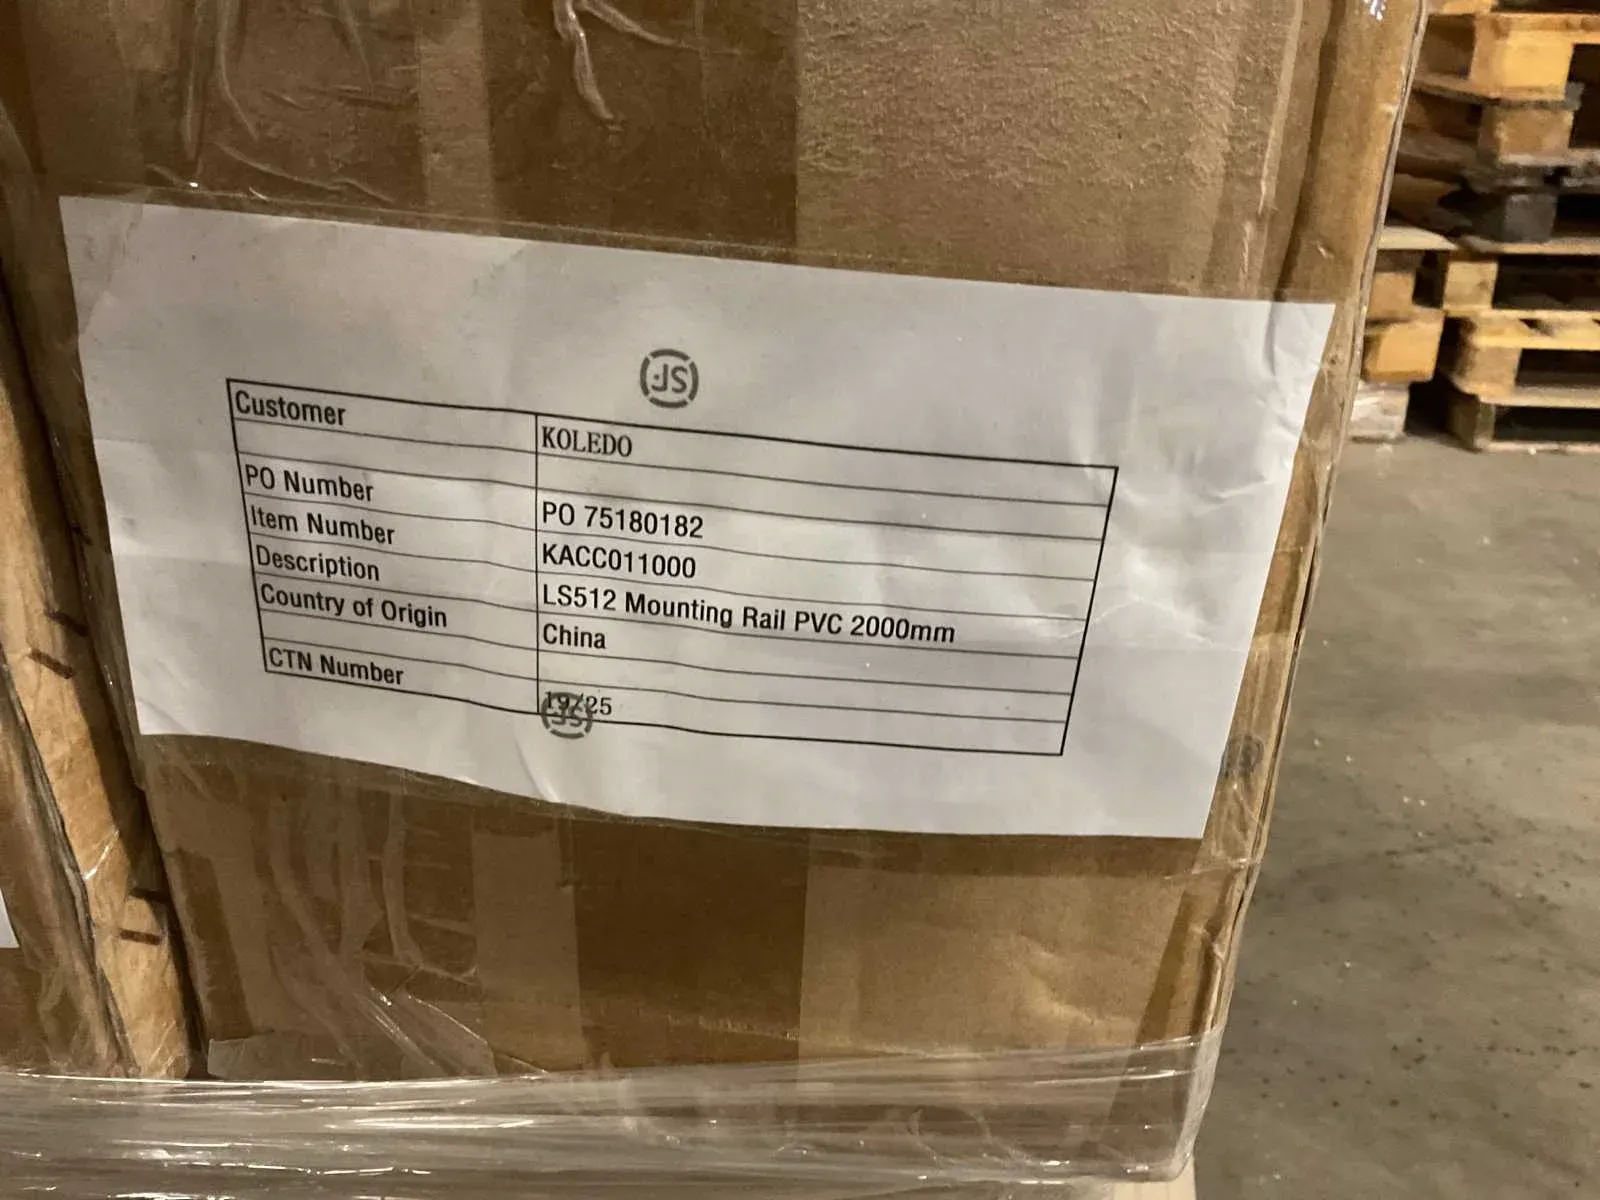 JS
Customer KOLEDO
PO Number PO 75180182
Item Number KACC011000
Description LS512 Mounting Rail PVC 2000mm
Country of Origin China
CTN Number 19/25
JS